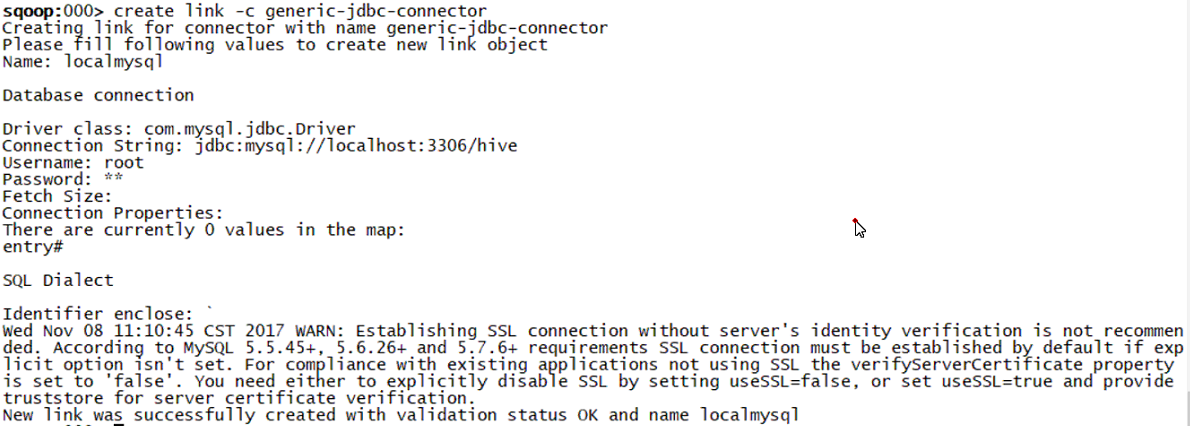 sqoop:000> create link -c generic-jdbc-connector
Creating link for connector with name generic-jdbc-connector
Please fill following values to create new link object
Name: localmysql
Database connection
Driver class: com.mysql.jdbc.Driver
Connection String: jdbc:mysql://localhost:3306/hive
Username: root
Password: **
Fetch Size:
Connection Properties:
There are currently 0 values in the map:
entry#
SQL Dialect
Identifier enclose: `
Wed Nov 08 11:10:45 CST 2017 WARN: Establishing SSL connection without server's identity verification is not recommen
ded. According to MySQL 5.5.45+, 5.6.26+ and 5.7.6+ requirements SSL connection must be established by default if exp
licit option isn't set. For compliance with existing applications not using SSL the verifyServerCertificate property
is set to 'false'. You need either to explicitly disable SSL by setting useSSL=false, or set useSSL=true and provide
truststore for server certificate verification.
New link was successfully created with validation status OK and name localmysql